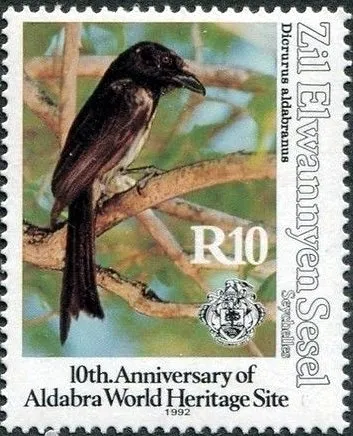 Zil Elwannyen Sesel
Seychelles
Dicrurus aldabranus
R10
10th. Anniversary of
Aldabra World Heritage Site
1992